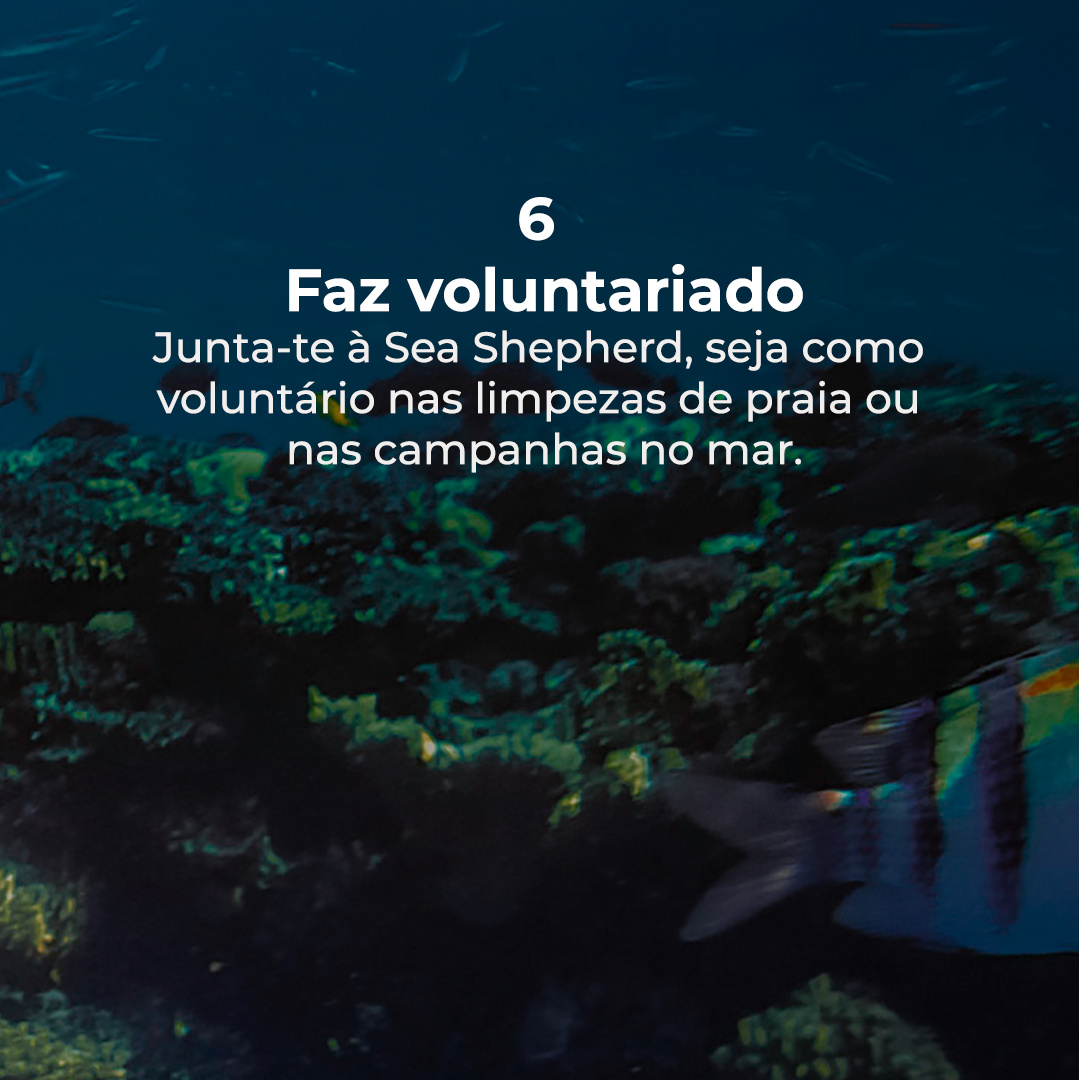 6
Faz voluntariado
Junta-te à Sea Shepherd, seja como
voluntário nas limpezas de praia ou
nas campanhas no mar.